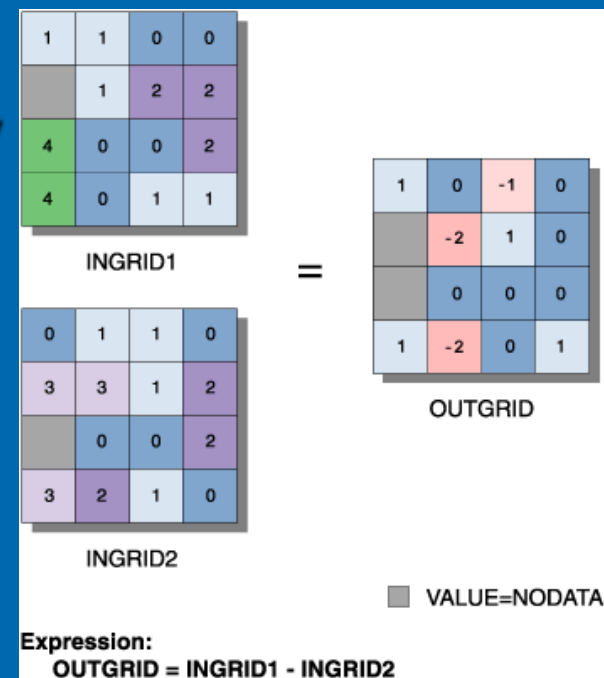 1 1 0 0
1 2 2
4 0 0 2
4 0 1 1
INGRID1
0 1 1 0
3 3 1 2
0 0 2
3 2 1 0
INGRID2
=
1 0 -1 0
-2 1 0
0 0 0
1 -2 0 1
OUTGRID
VALUE=NODATA
Expression:
OUTGRID = INGRID1 - INGRID2